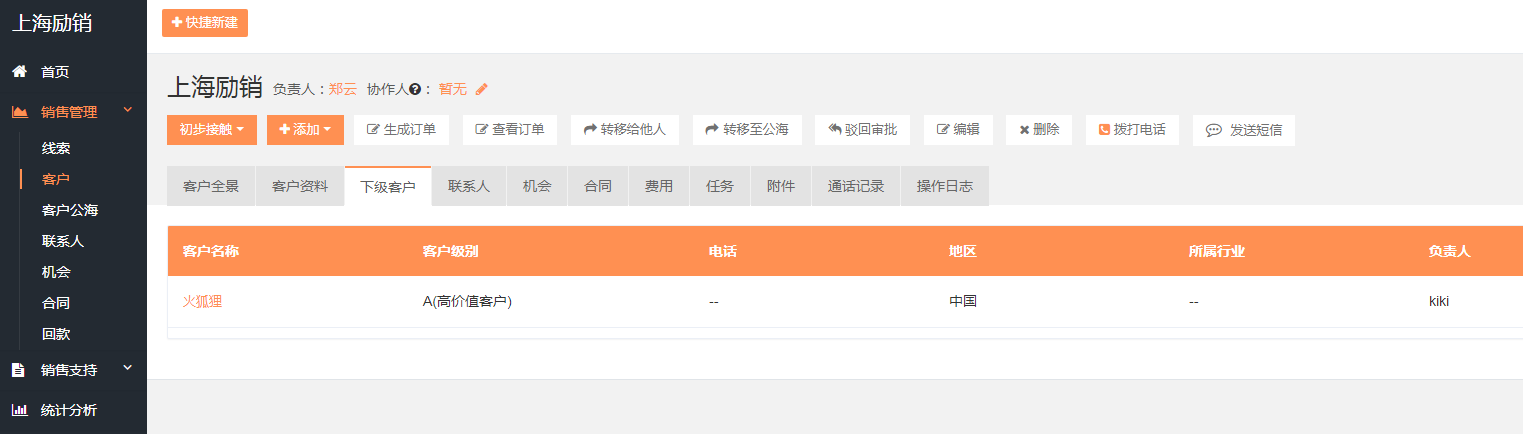 上海励销
快捷新建
首页
销售管理
线索
客户
客户公海
联系人
机会
合同
回款
销售支持
统计分析
上海励销 负责人：郑云 协作人?： 暂无
初步接触 添加 生成订单 查看订单 转移给他人 转移至公海 驳回审批 编辑 删除 拨打电话 发送短信
客户全景 客户资料 下级客户 联系人 机会 合同 费用 任务 附件 通话记录 操作日志
客户名称 客户级别 电话 地区 所属行业 负责人
火狐狸 A(高价值客户) -- 中国 -- kiki